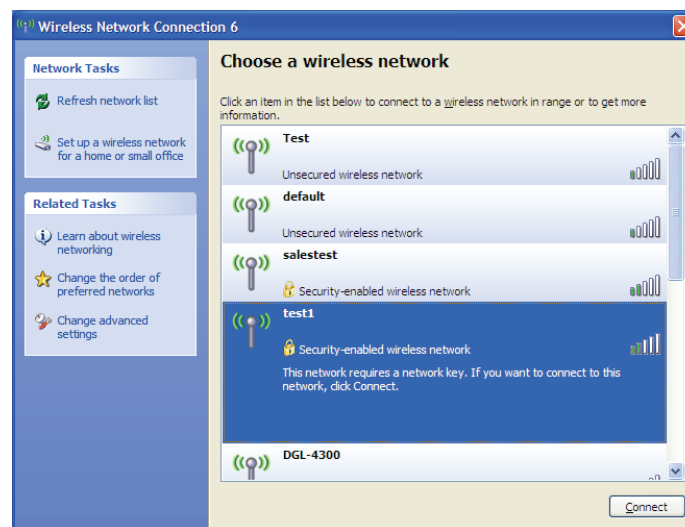 Wireless Network Connection 6
Network Tasks
Refresh network list
Set up a wireless network
for a home or small office
Related Tasks
Learn about wireless
networking
Change the order of
preferred networks
Change advanced
settings
Choose a wireless network
Click an item in the list below to connect to a wireless network in range or to get more
information.
Test
Unsecured wireless network
default
Unsecured wireless network
salestest
Security-enabled wireless network
test1
Security-enabled wireless network
This network requires a network key. If you want to connect to this
network, click Connect.
DGL-4300
Connect